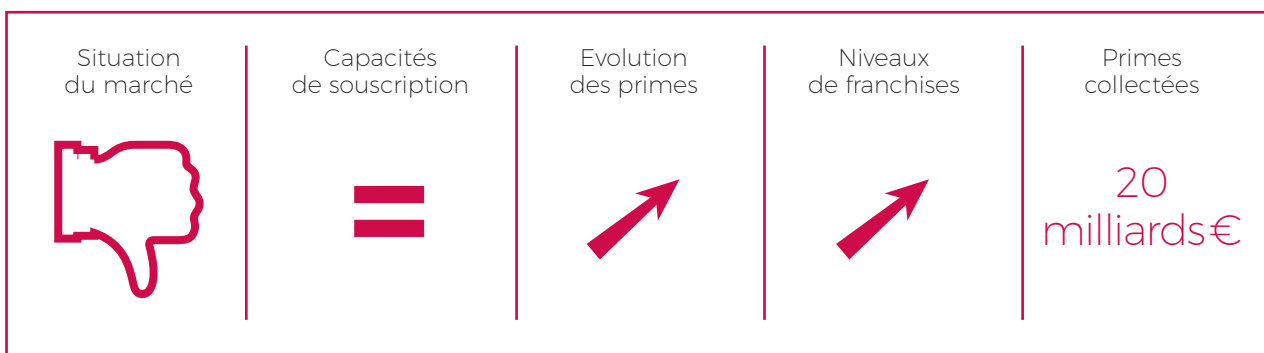 Situation
du marché
Capacités
de souscription
Evolution
des primes
Niveaux
de franchises
Primes
collectées
=
20
milliards€